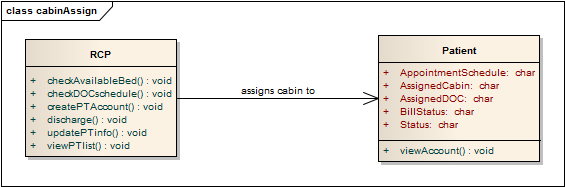 class cabinAssign
RCP
+ checkAvailableBed() : void
+ checkDOCschedule() : void
+ createPTAccount() : void
+ discharge() : void
+ updatePTinfo() : void
+ viewPTlist() : void
assigns cabin to
Patient
+ AppointmentSchedule: char
+ AssignedCabin: char
+ AssignedDOC: char
+ BillStatus: char
+ Status: char
+ viewAccount() : void